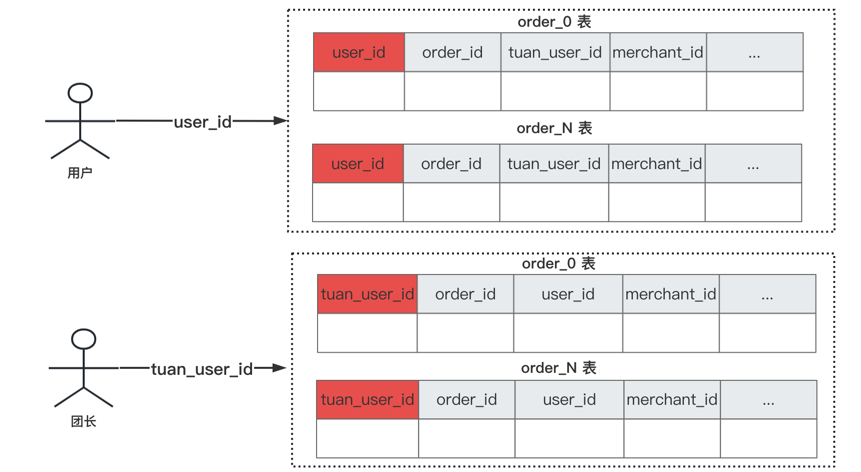 order_0 表
user_id order_id tuan_user_id merchant_id ...
order_N 表
user_id order_id tuan_user_id merchant_id ...
user_id
用户
order_0 表
tuan_user_id order_id user_id merchant_id ...
order_N 表
tuan_user_id order_id user_id merchant_id ...
tuan_user_id
团长